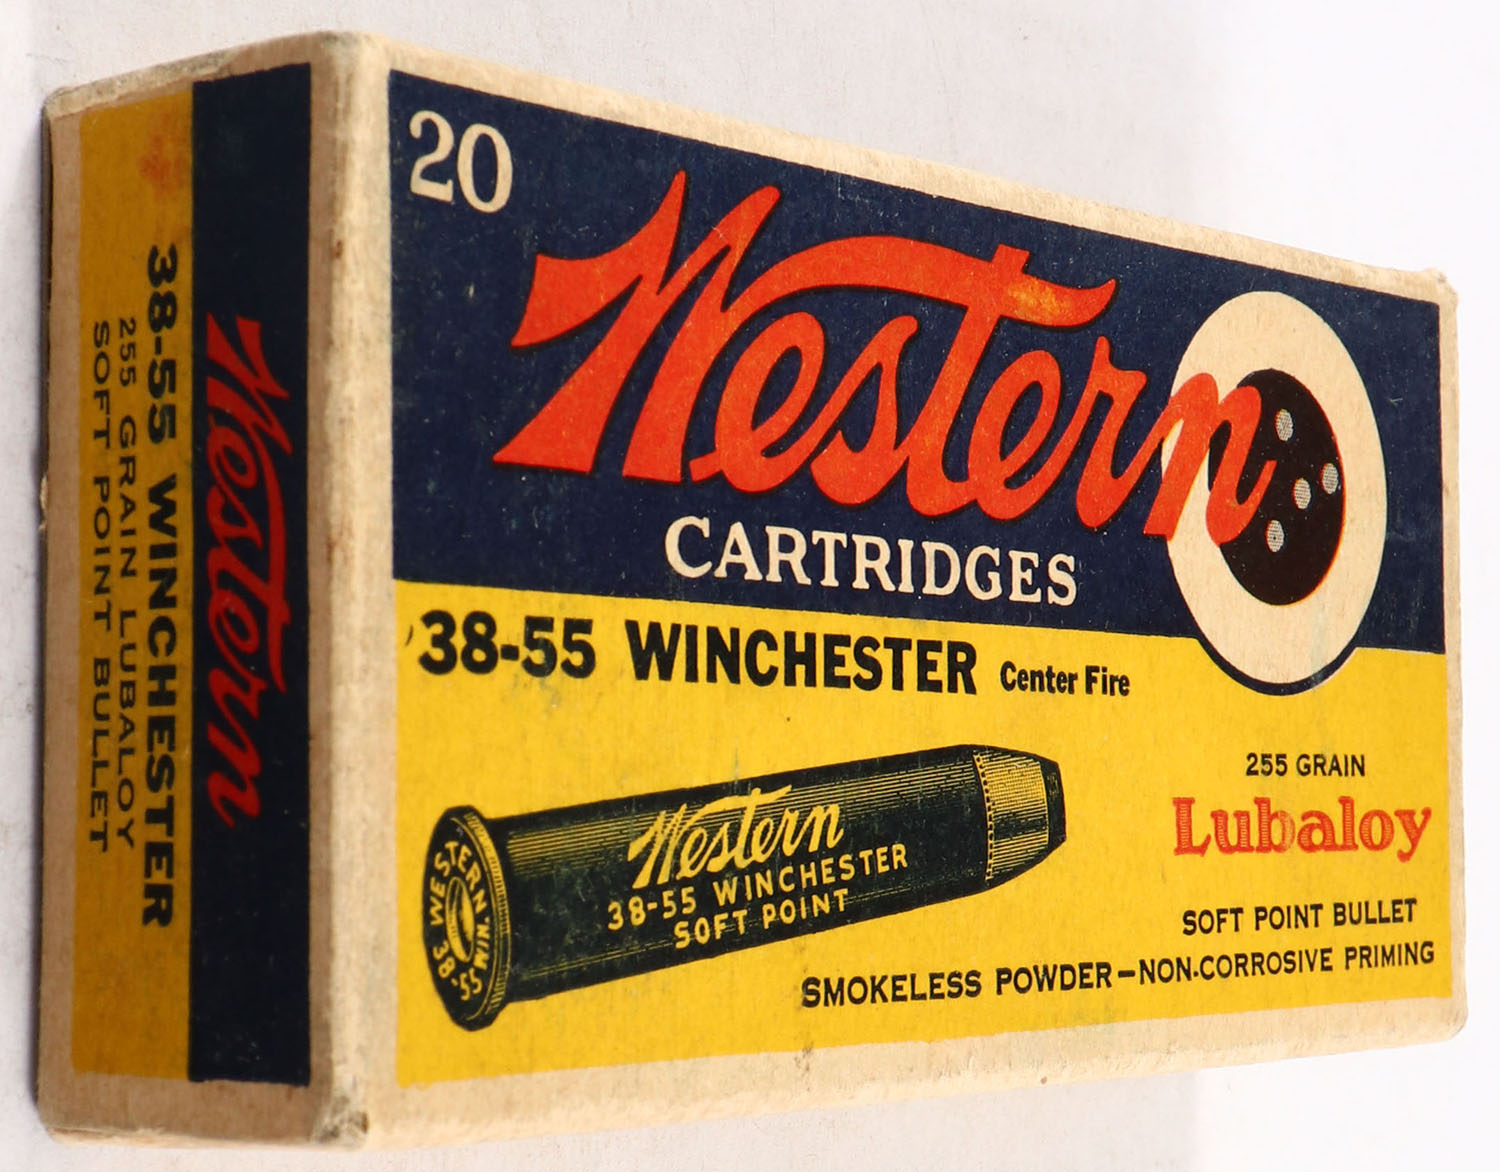 20
Western
CARTRIDGES
38-55 WINCHESTER Center Fire
255 GRAIN
Lubaloy
SOFT POINT BULLET
SMOKELESS POWDER—NON-CORROSIVE PRIMING
Western
38-55 WINCHESTER
SOFT POINT
WESTERN
38-55 WIN.
Western
38-55 WINCHESTER
255 GRAIN LUBALOY
SOFT POINT BULLET